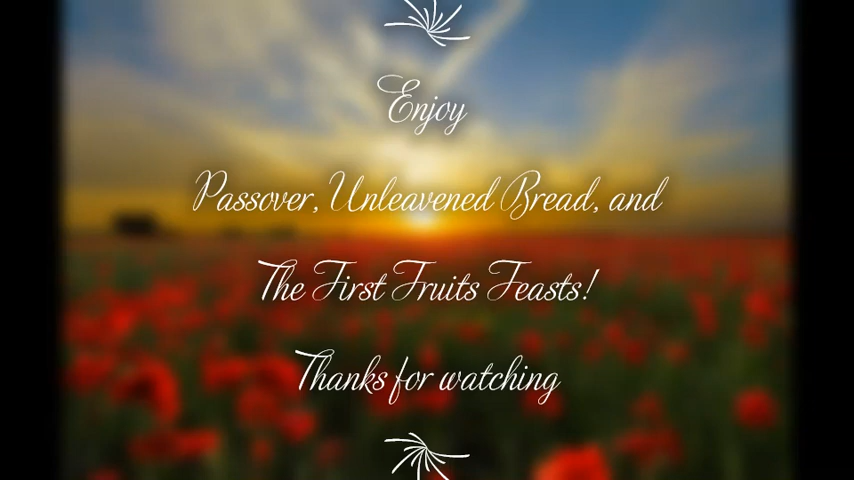 Enjoy
Passover, Unleavened Bread, and
The First Fruits Feasts!
Thanks for watching